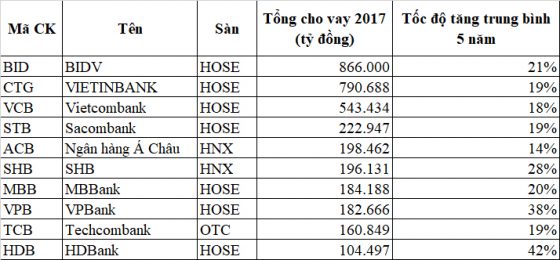 Mã CK Tên Sàn Tổng cho vay 2017 (tỷ đồng) Tốc độ tăng trung bình 5 năm
BID BIDV HOSE 866.000 21%
CTG VIETINBANK HOSE 790.688 19%
VCB Vietcombank HOSE 543.434 18%
STB Sacombank HOSE 222.947 19%
ACB Ngân hàng Á Châu HNX 198.462 14%
SHB SHB HNX 196.131 28%
MBB MBBank HOSE 184.188 20%
VPB VPBank HOSE 182.666 38%
TCB Techcombank OTC 160.849 19%
HDB HDBank HOSE 104.497 42%